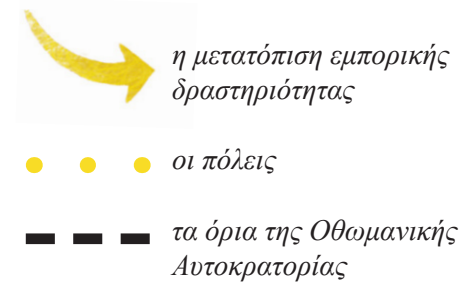 η μετατόπιση εμπορικής
δραστηριότητας
οι πόλεις
τα όρια της Οθωμανικής
Αυτοκρατορίας